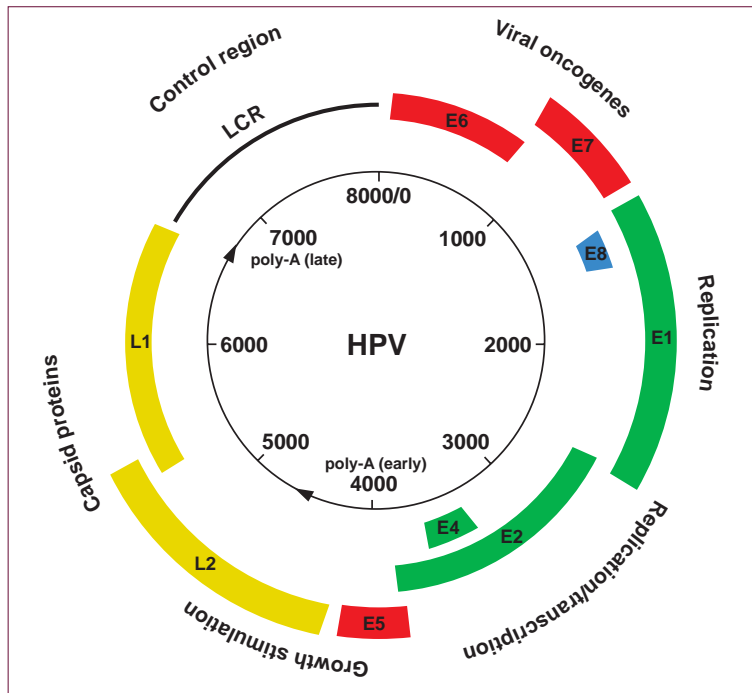 Control region
Viral oncogenes
LCR
E6
E7
8000/0
7000
1000
poly-A (late)
E8
Replication
L1
6000
HPV
2000
E1
Capsid proteins
5000
poly-A (early)
3000
4000
E4
E2
L2
Replication/transcription
E5
Growth stimulation